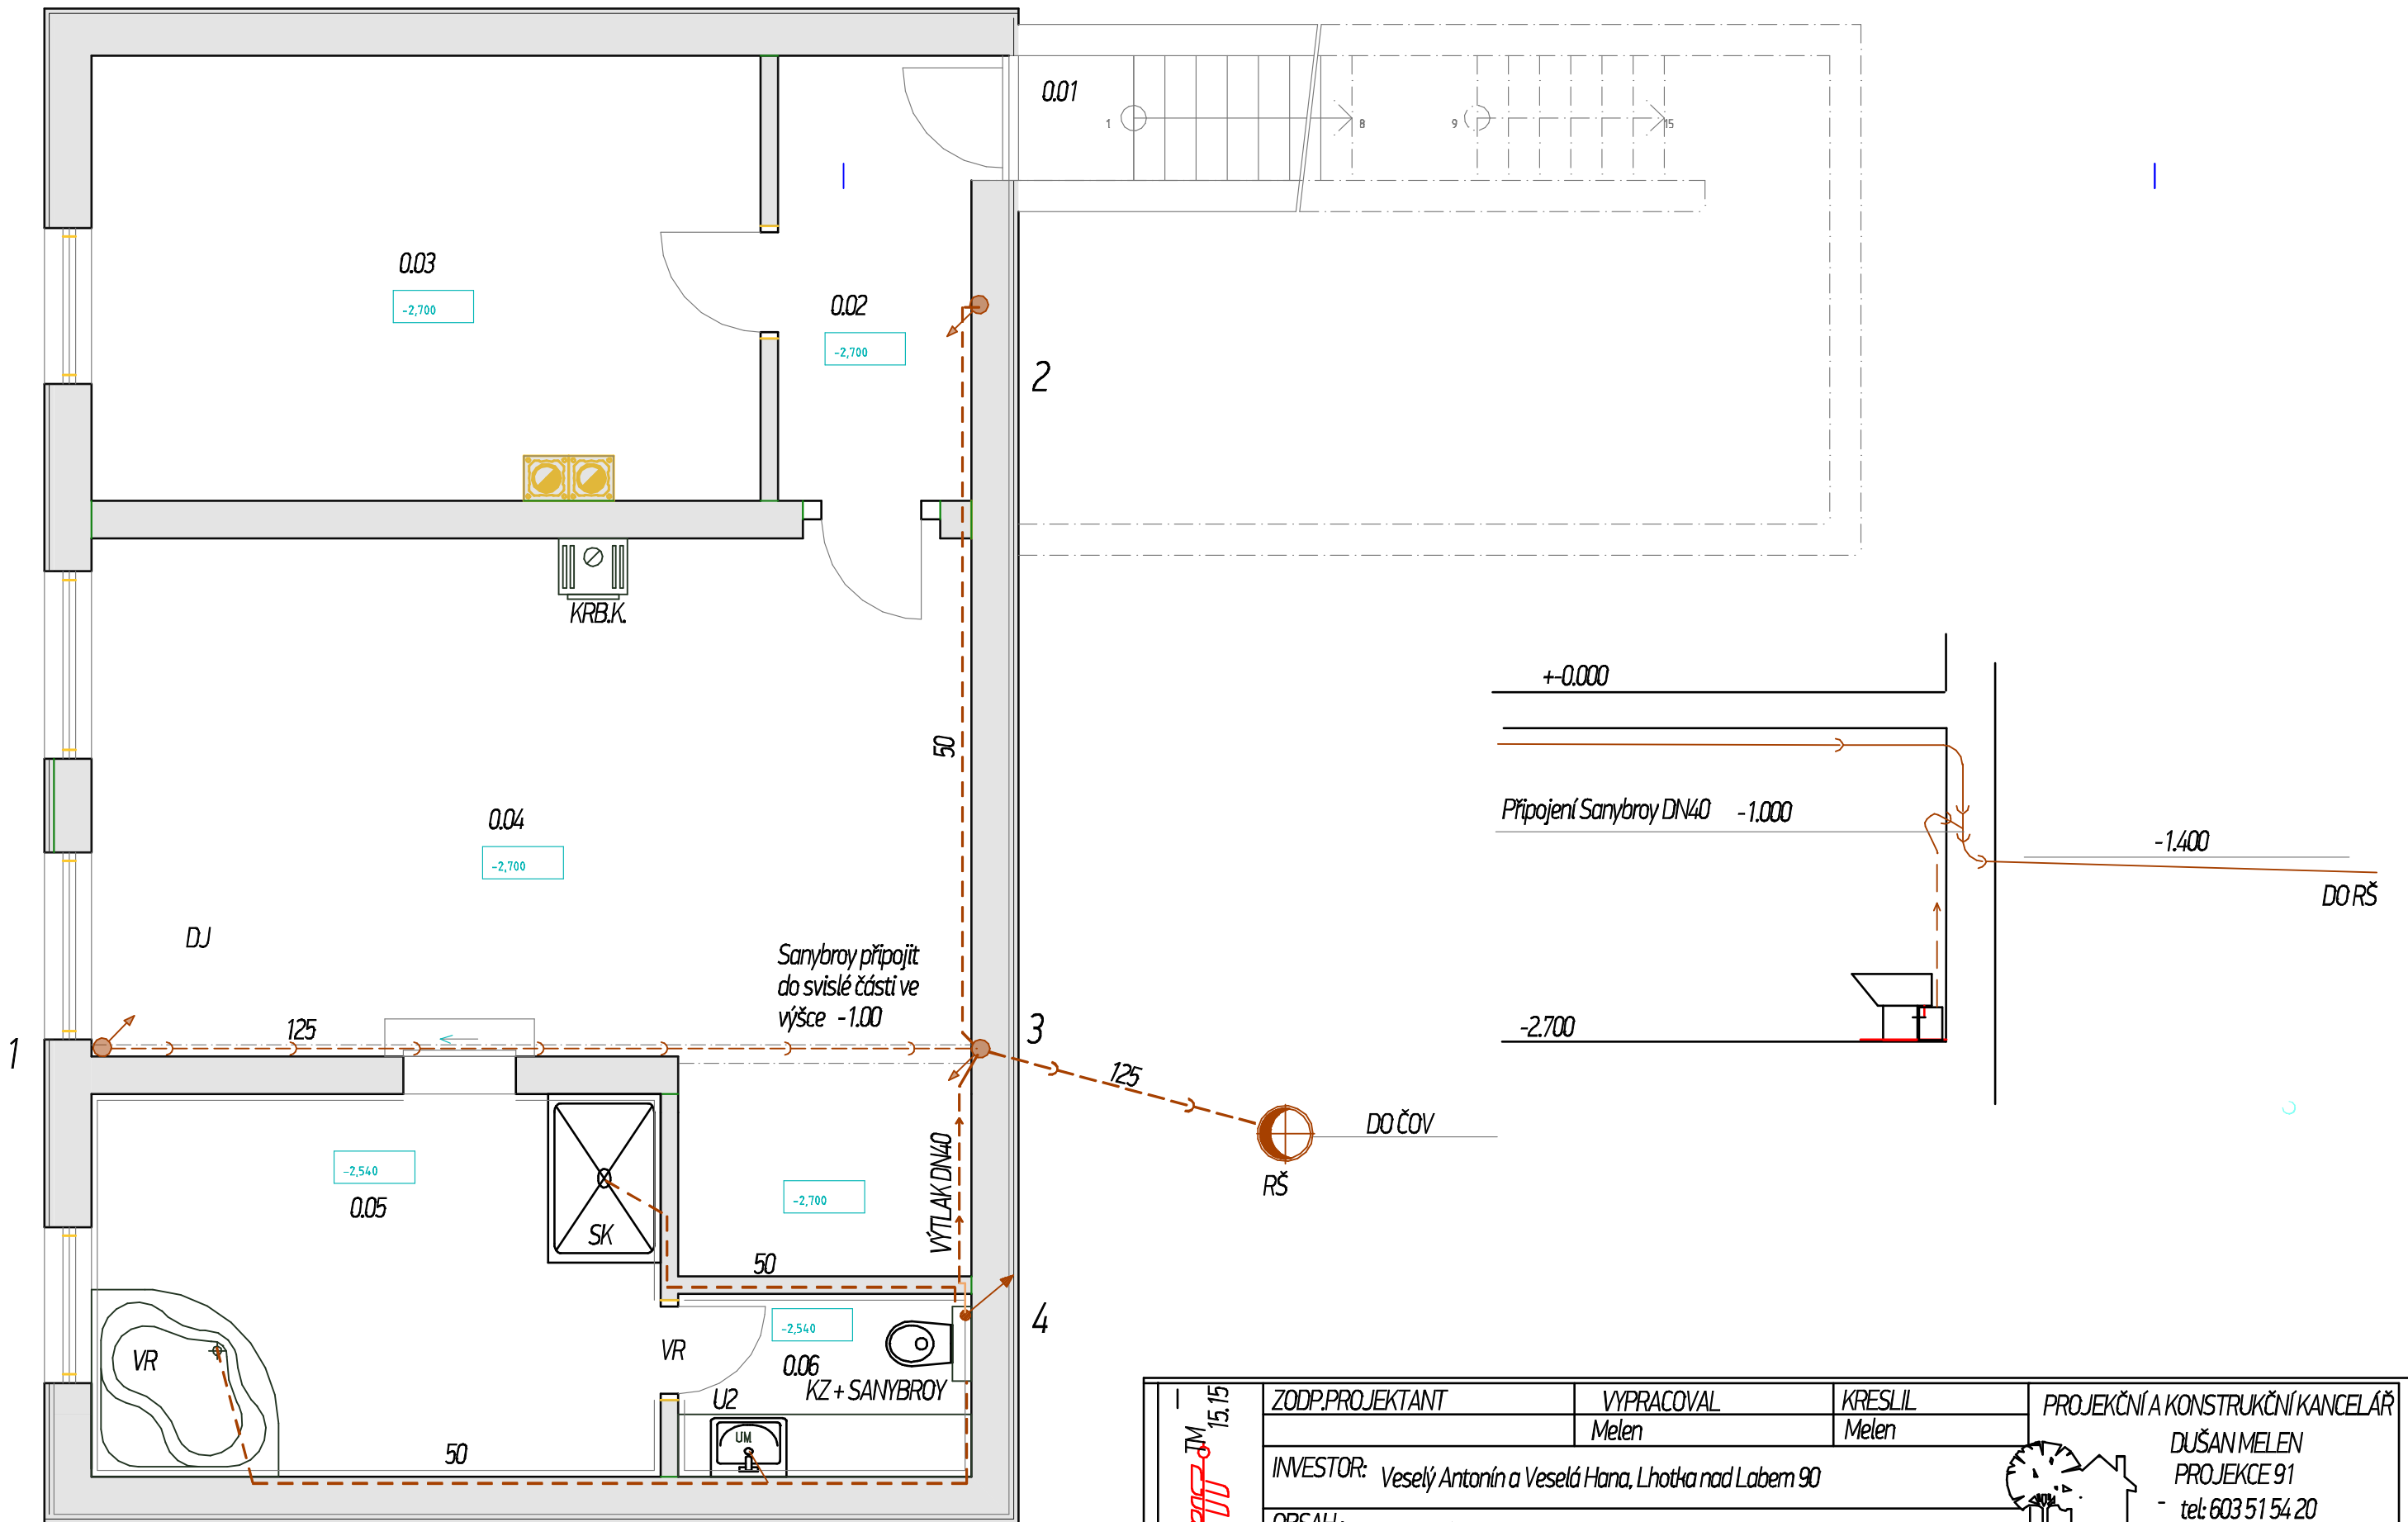 0.01
1
8
9
15
0.03
-2,700
0.02
-2,700
2
KRB.K.
50
+-0.000
Připojení Sanybroy DN40 -1.000
-1.400
DO RŠ
-2.700
0.04
-2,700
DJ
Sanybroy připojit
do svislé části ve
výšce -1.00
1
125
3
125
DO ČOV
RŠ
-2,540
0.05
SK
-2,700
VÝTLAK DN40
50
4
-2,540
0.06
VR
VR
KZ + SANYBROY
U2
UM
50
TM
15.15
ZODP.PROJEKTANT
VYPRACOVAL
KRESLIL
PROJEKČNÍ A KONSTRUKČNÍ KANCELÁŘ
Melen
Melen
DUŠAN MELEN
PROJEKCE 91
INVESTOR: Veselý Antonín a Veselá Hana, Lhotka nad Labem 90
tel: 603 51 54 20
OBSAH: